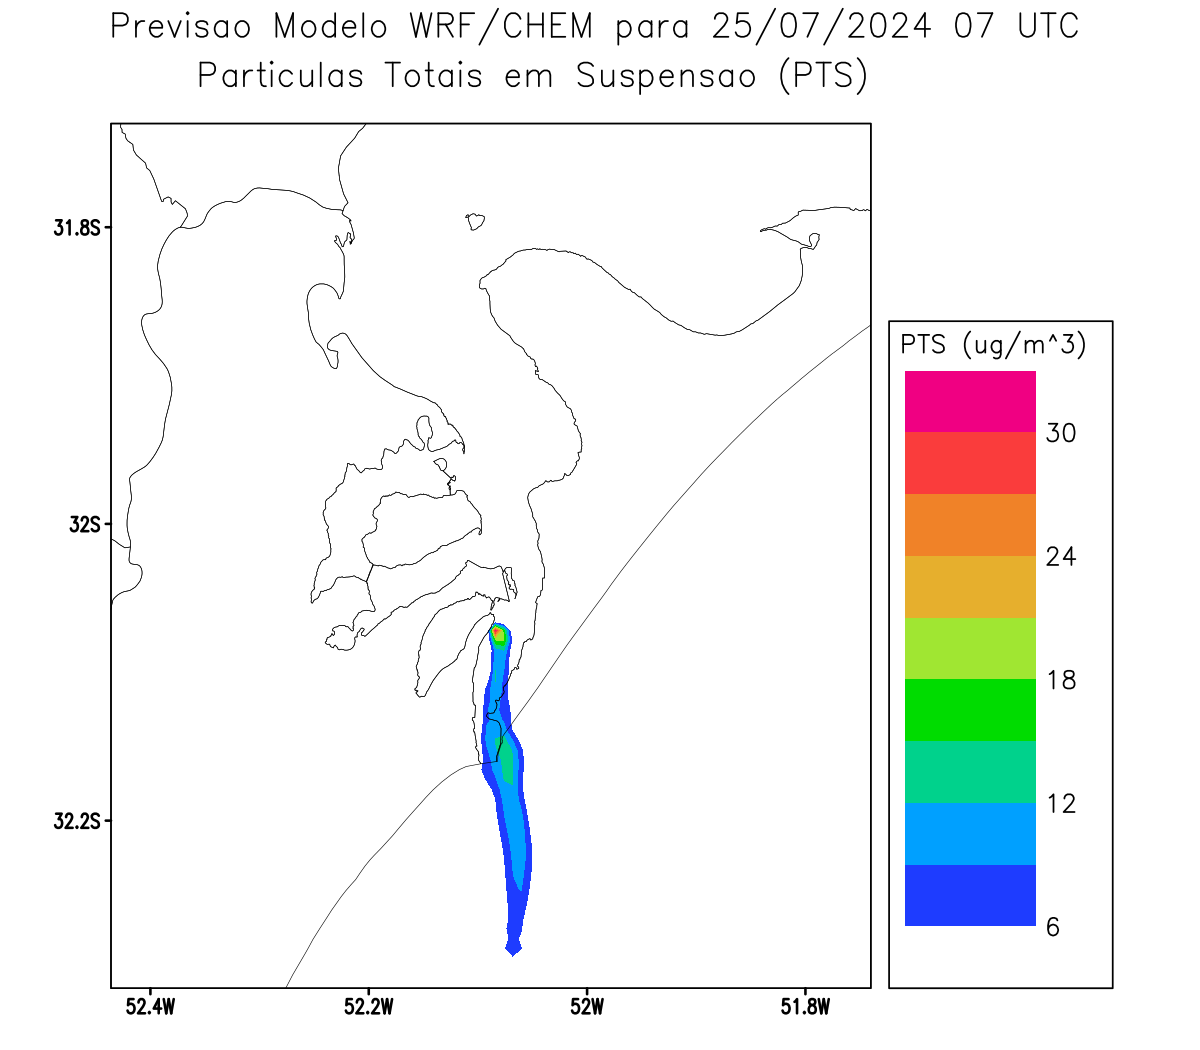 Previsao Modelo WRF/CHEM para 25/07/2024 07 UTC
Particulas Totais em Suspensao (PTS)
31.8S
32S
32.2S
52.4W 52.2W 52W 51.8W
PTS (ug/m^3)
30
24
18
12
6